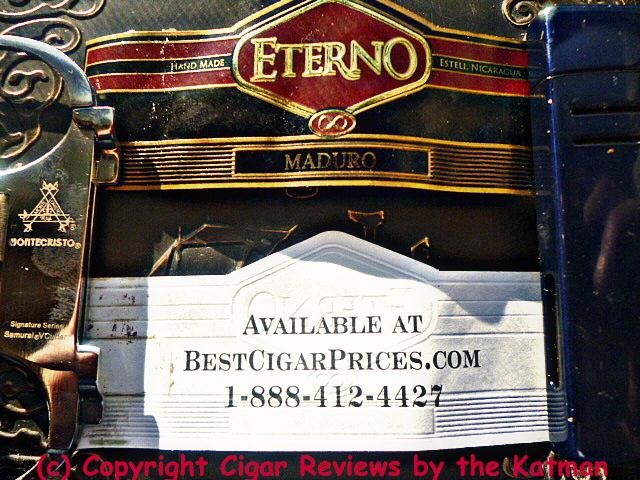 ETERNO
HAND MADE
ESTELI, NICARAGUA
MADURO
MONTECRISTO®
Signature Series
AVAILABLE AT
BESTCIGARPRICES.COM
1-888-412-4427
(c) Copyright Cigar Reviews by the Katman